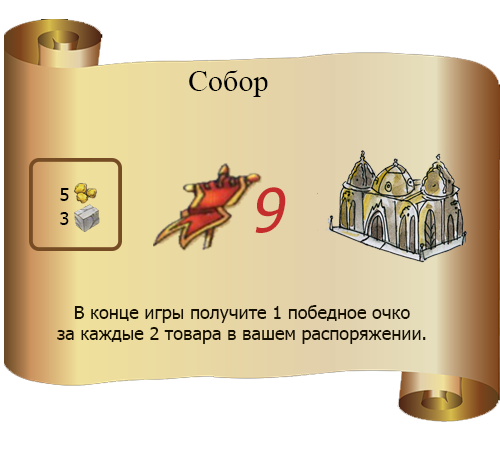 Собор
5
3
9
В конце игры получите 1 победное очко
за каждые 2 товара в вашем распоряжении.